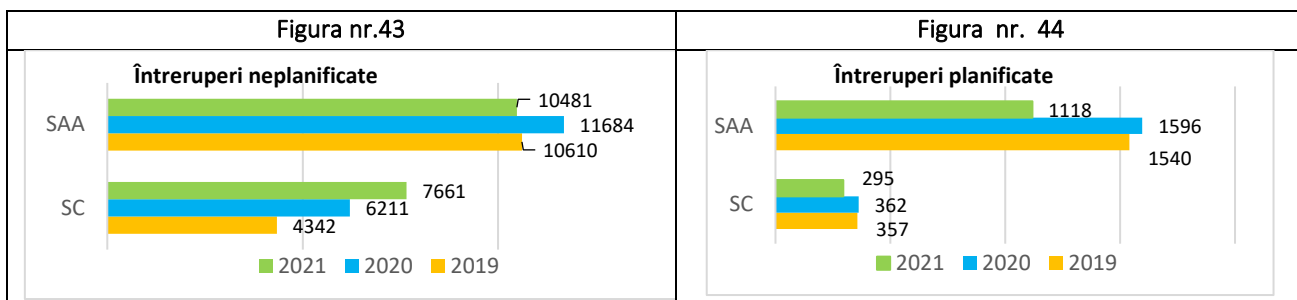 Figura nr.43
Întreruperi neplanificate
SAA
10481
11684
10610
SC
7661
6211
4342
2021 2020 2019
Figura nr. 44
Întreruperi planificate
SAA
1118
1596
1540
SC
295
362
357
2021 2020 2019